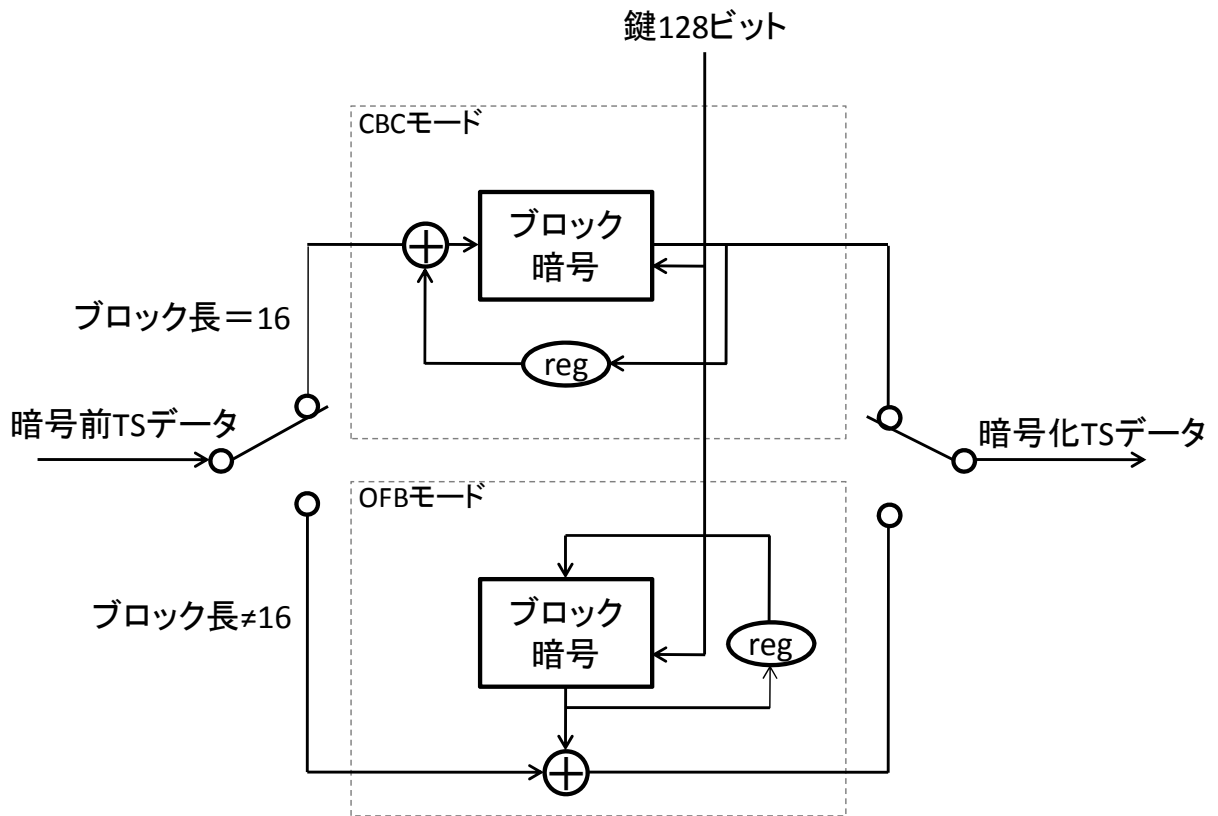 鍵128ビット
CBCモード
ブロック
暗号
ブロック長＝16
reg
暗号前TSデータ
暗号化TSデータ
OFBモード
ブロック
暗号
ブロック長≠16
reg